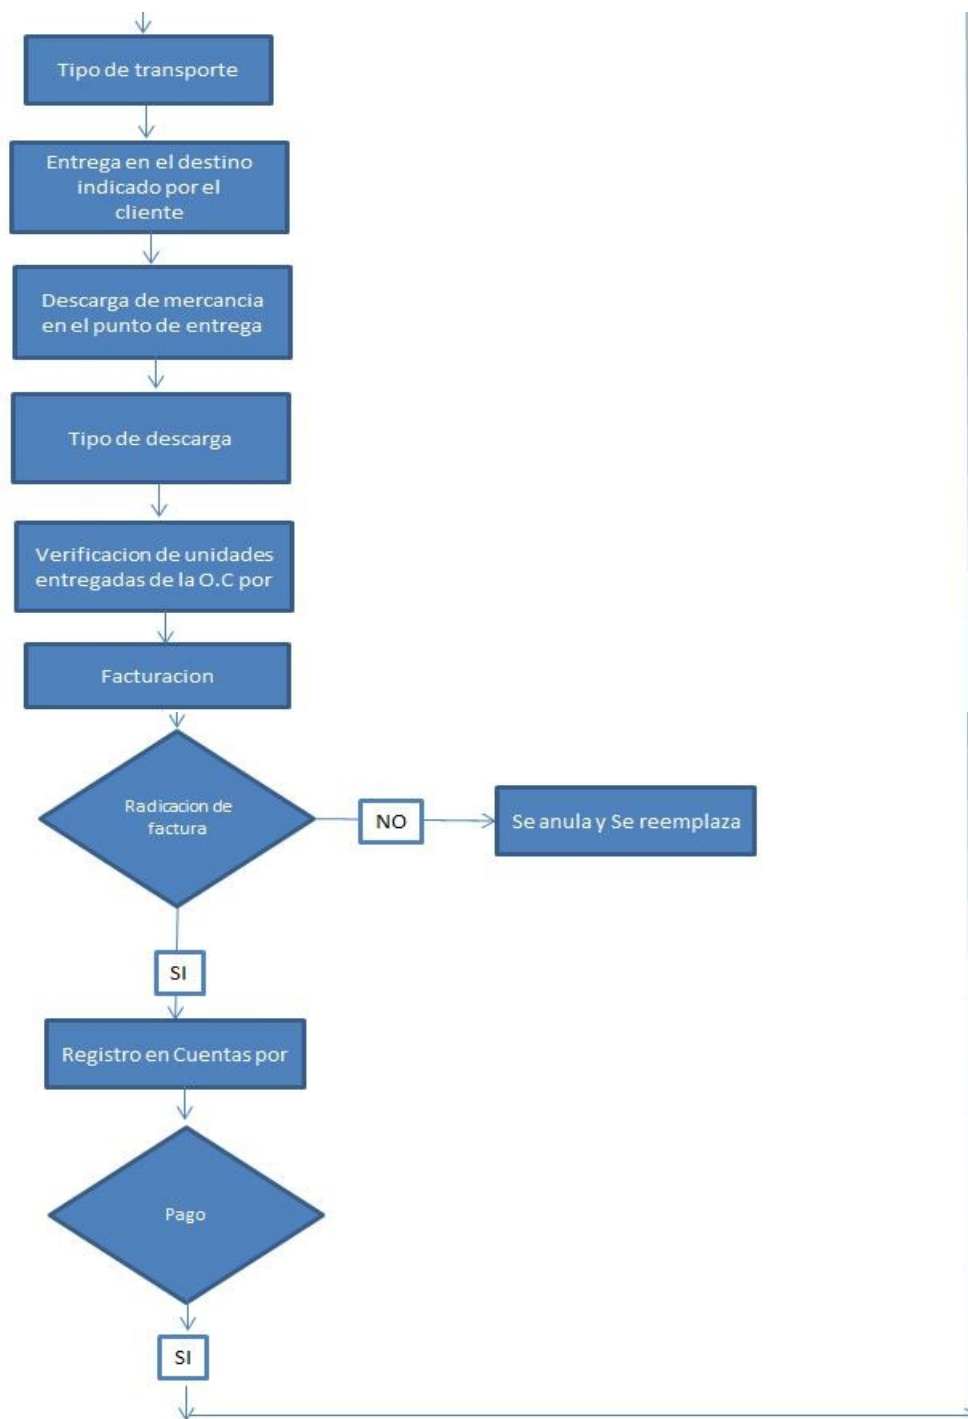 Tipo de transporte
Entrega en el destino
indicado por el
cliente
Descarga de mercancia
en el punto de entrega
Tipo de descarga
Verificacion de unidades
entregadas de la O.C por
Facturacion
Radicacion de
factura
NO
Se anula y Se reemplaza
SI
Registro en Cuentas por
Pago
SI